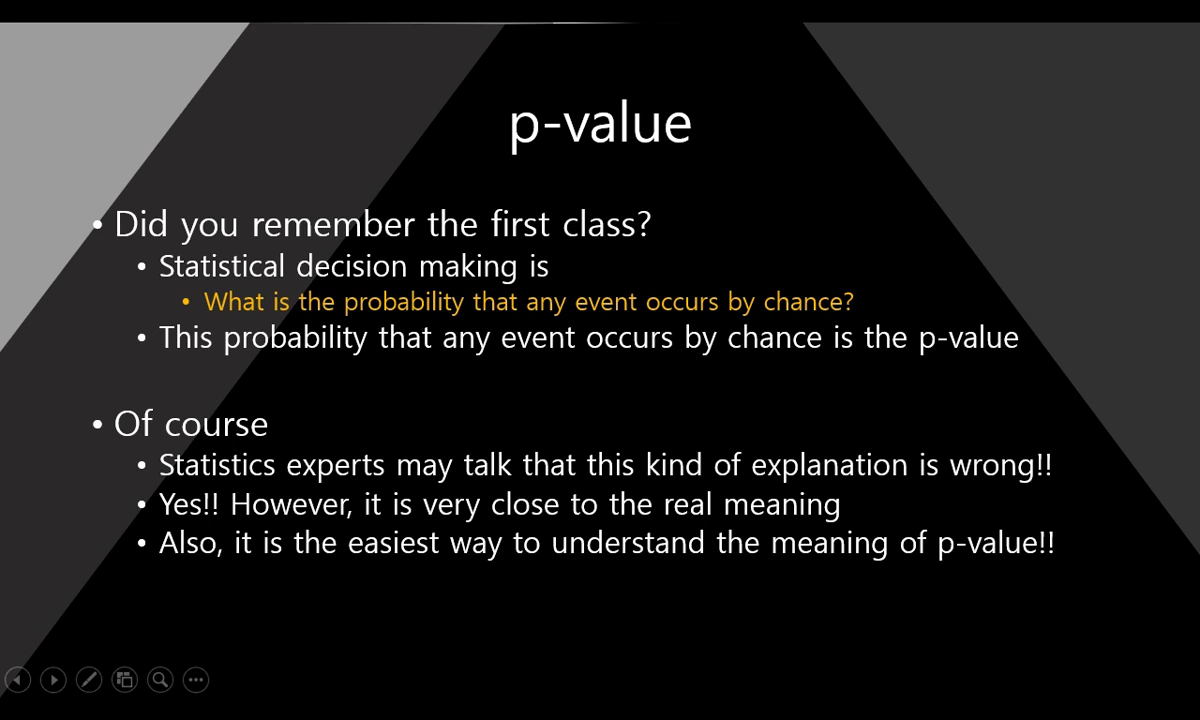 p-value
• Did you remember the first class?
• Statistical decision making is
• What is the probability that any event occurs by chance?
• This probability that any event occurs by chance is the p-value
• Of course
• Statistics experts may talk that this kind of explanation is wrong!!
• Yes!! However, it is very close to the real meaning
• Also, it is the easiest way to understand the meaning of p-value!!